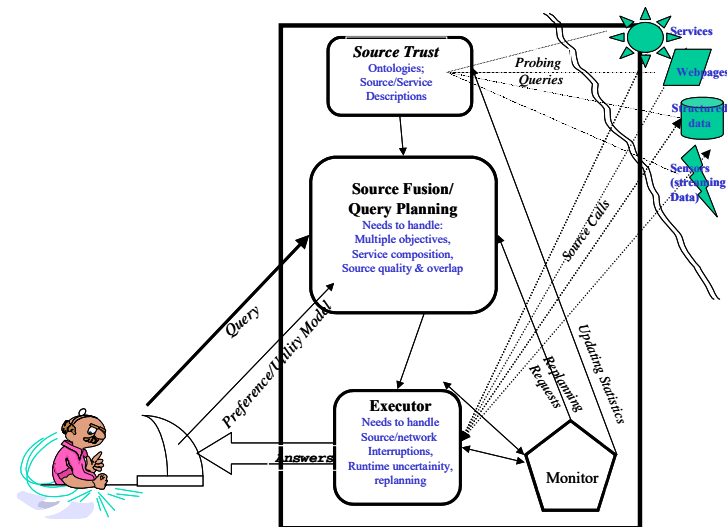 Source Trust
Ontologies;
Source/Service
Descriptions
Probing
Queries
Services
Webpages
Structured
data
Sensors
(streaming
Data)
Source Fusion/
Query Planning
Needs to handle:
Multiple objectives,
Service composition,
Source quality & overlap
Source Calls
Query
Preference/Utility Model
Replanning
Requests
Updating Statistics
Executor
Needs to handle
Source/network
Interruptions,
Runtime uncertainity,
replanning
Answers
Monitor